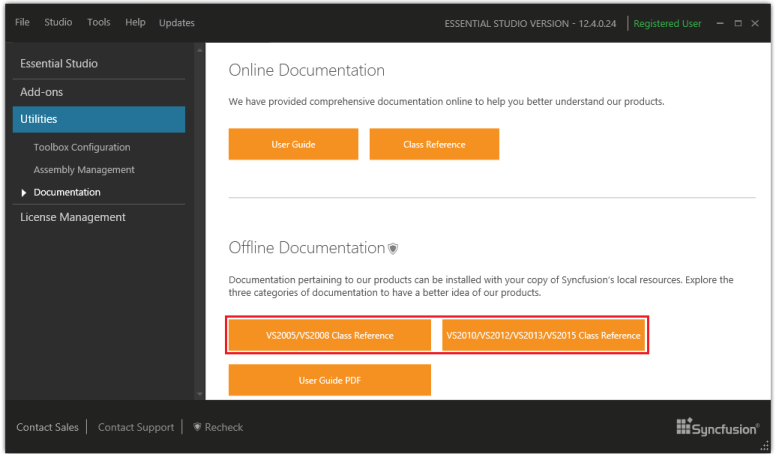 File Studio Tools Help Updates ESSENTIAL STUDIO VERSION - 12.4.0.24 Registered User
Essential Studio
Add-ons
Utilities
Toolbox Configuration
Assembly Management
Documentation
License Management
Online Documentation
We have provided comprehensive documentation online to help you better understand our products.
User Guide Class Reference
Offline Documentation
Documentation pertaining to our products can be installed with your copy of Syncfusion's local resources. Explore the
three categories of documentation to have a better idea of our products.
VS2005/VS2008 Class Reference VS2010/VS2012/VS2013/VS2015 Class Reference
User Guide PDF
Contact Sales Contact Support Recheck Syncfusion®